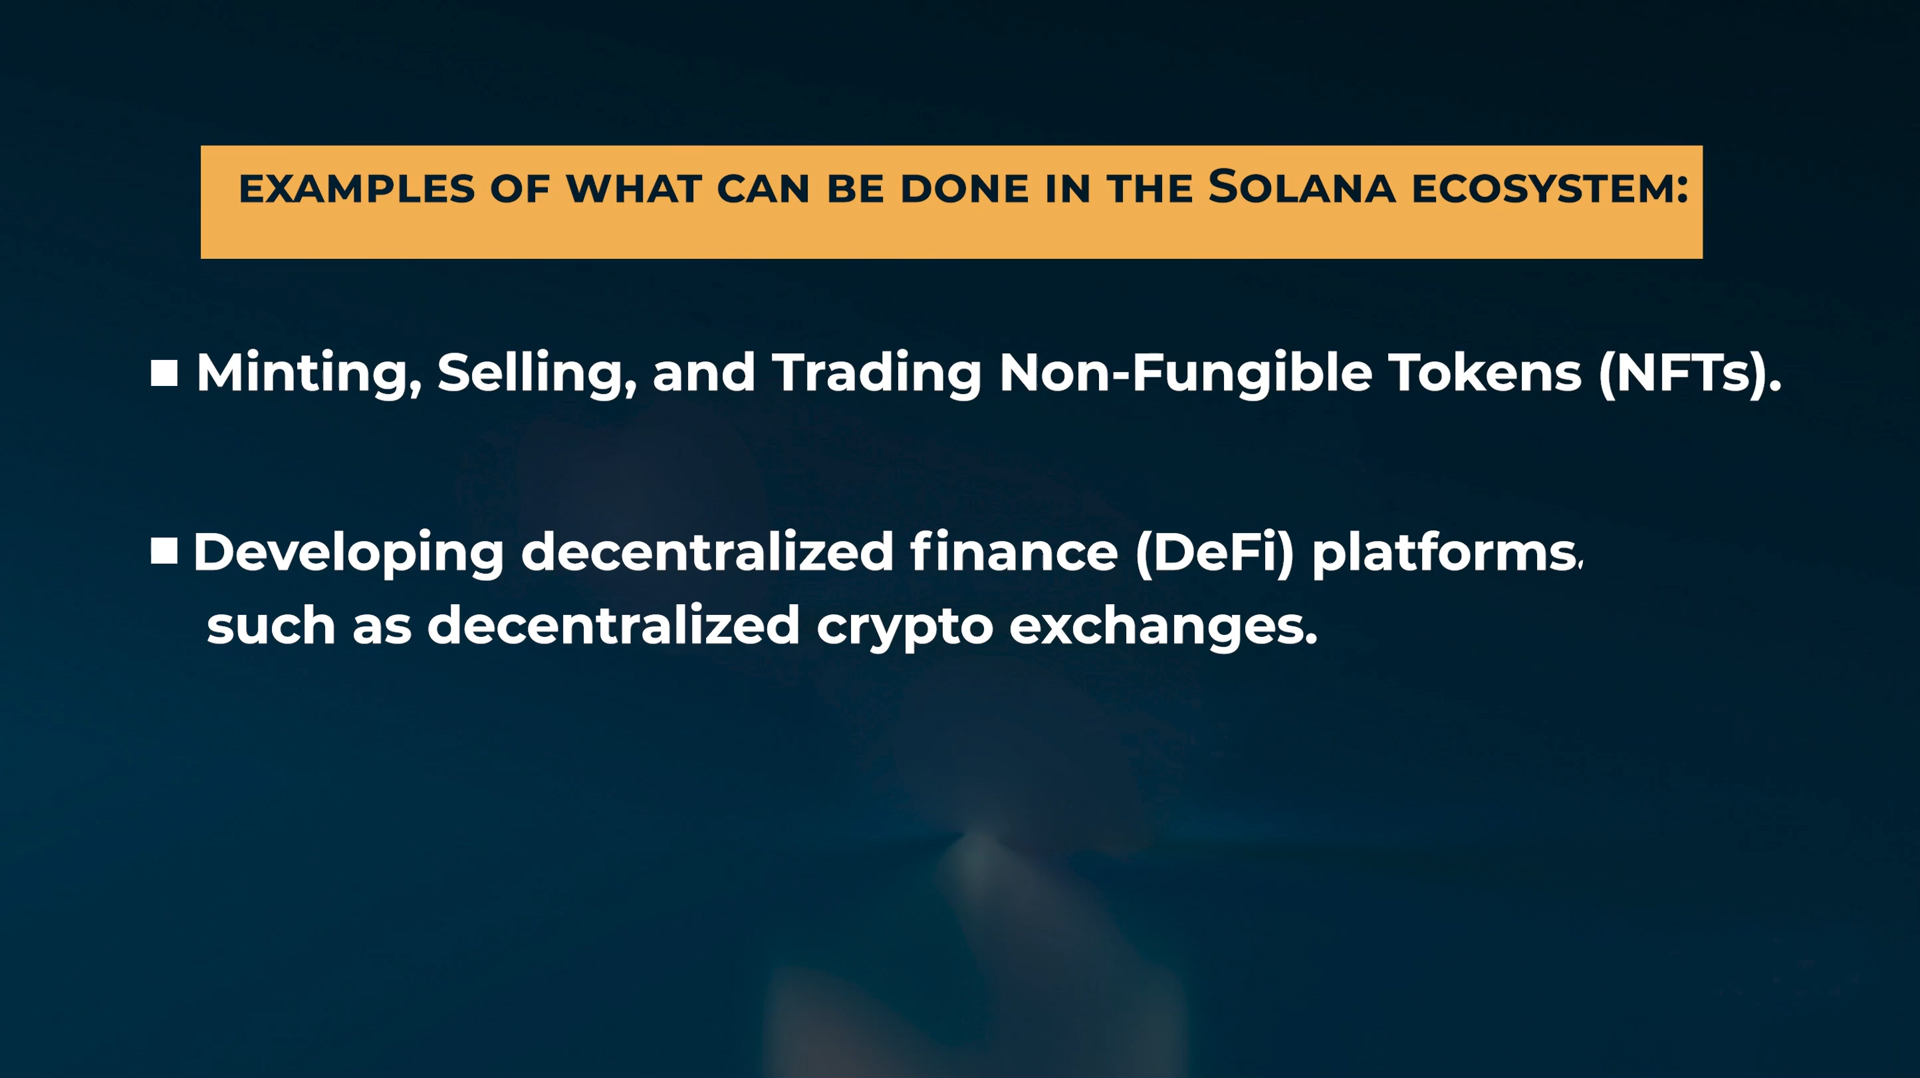 EXAMPLES OF WHAT CAN BE DONE IN THE SOLANA ECOSYSTEM:
■ Minting, Selling, and Trading Non-Fungible Tokens (NFTs).
■ Developing decentralized finance (DeFi) platforms,
such as decentralized crypto exchanges.